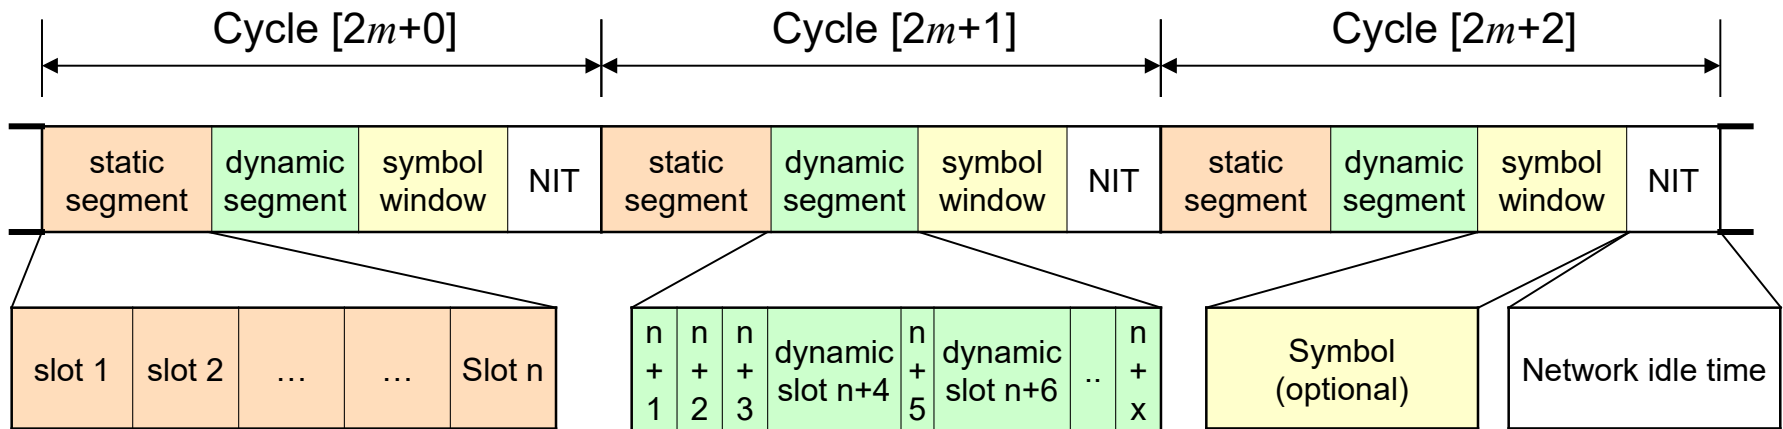 Cycle [2m+0]
Cycle [2m+1]
Cycle [2m+2]
static
segment
dynamic
segment
symbol
window
NIT
static
segment
dynamic
segment
symbol
window
NIT
static
segment
dynamic
segment
symbol
window
NIT
slot 1
slot 2
…
…
Slot n
n
+
1
n
+
2
n
+
3
dynamic
slot n+4
n
+
5
dynamic
slot n+6
..
n
+
x
Symbol
(optional)
Network idle time